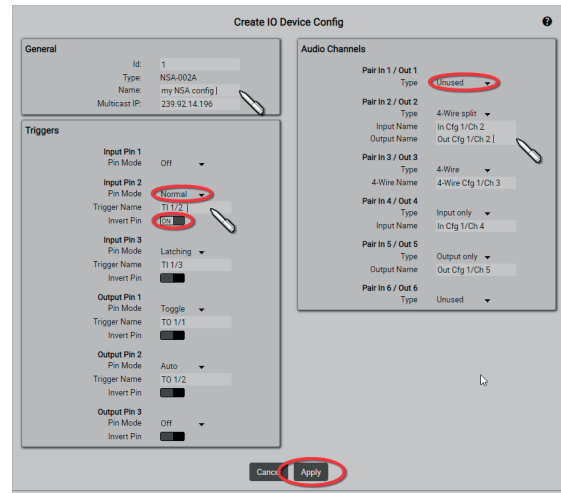 Create IO Device Config
General
Id: 1
Type: NSA-002A
Name: my NSA config
Multicast IP: 239.92.14.196
Triggers
Input Pin 1
Pin Mode Off
Input Pin 2
Pin Mode Normal
Trigger Name TI 1/2
Invert Pin ON
Input Pin 3
Pin Mode Latching
Trigger Name TI 1/3
Invert Pin
Output Pin 1
Pin Mode Toggle
Trigger Name TO 1/1
Invert Pin
Output Pin 2
Pin Mode Auto
Trigger Name TO 1/2
Invert Pin
Output Pin 3
Pin Mode Off
Invert Pin
Audio Channels
Pair In 1 / Out 1
Type Unused
Pair In 2 / Out 2
Type 4-Wire split
Input Name In Cfg 1/Ch 2
Output Name Out Cfg 1/Ch 2
Pair In 3 / Out 3
Type 4-Wire
4-Wire Name 4-Wire Cfg 1/Ch 3
Pair In 4 / Out 4
Type Input only
Input Name In Cfg 1/Ch 4
Pair In 5 / Out 5
Type Output only
Output Name Out Cfg 1/Ch 5
Pair In 6 / Out 6
Type Unused
Cancel Apply